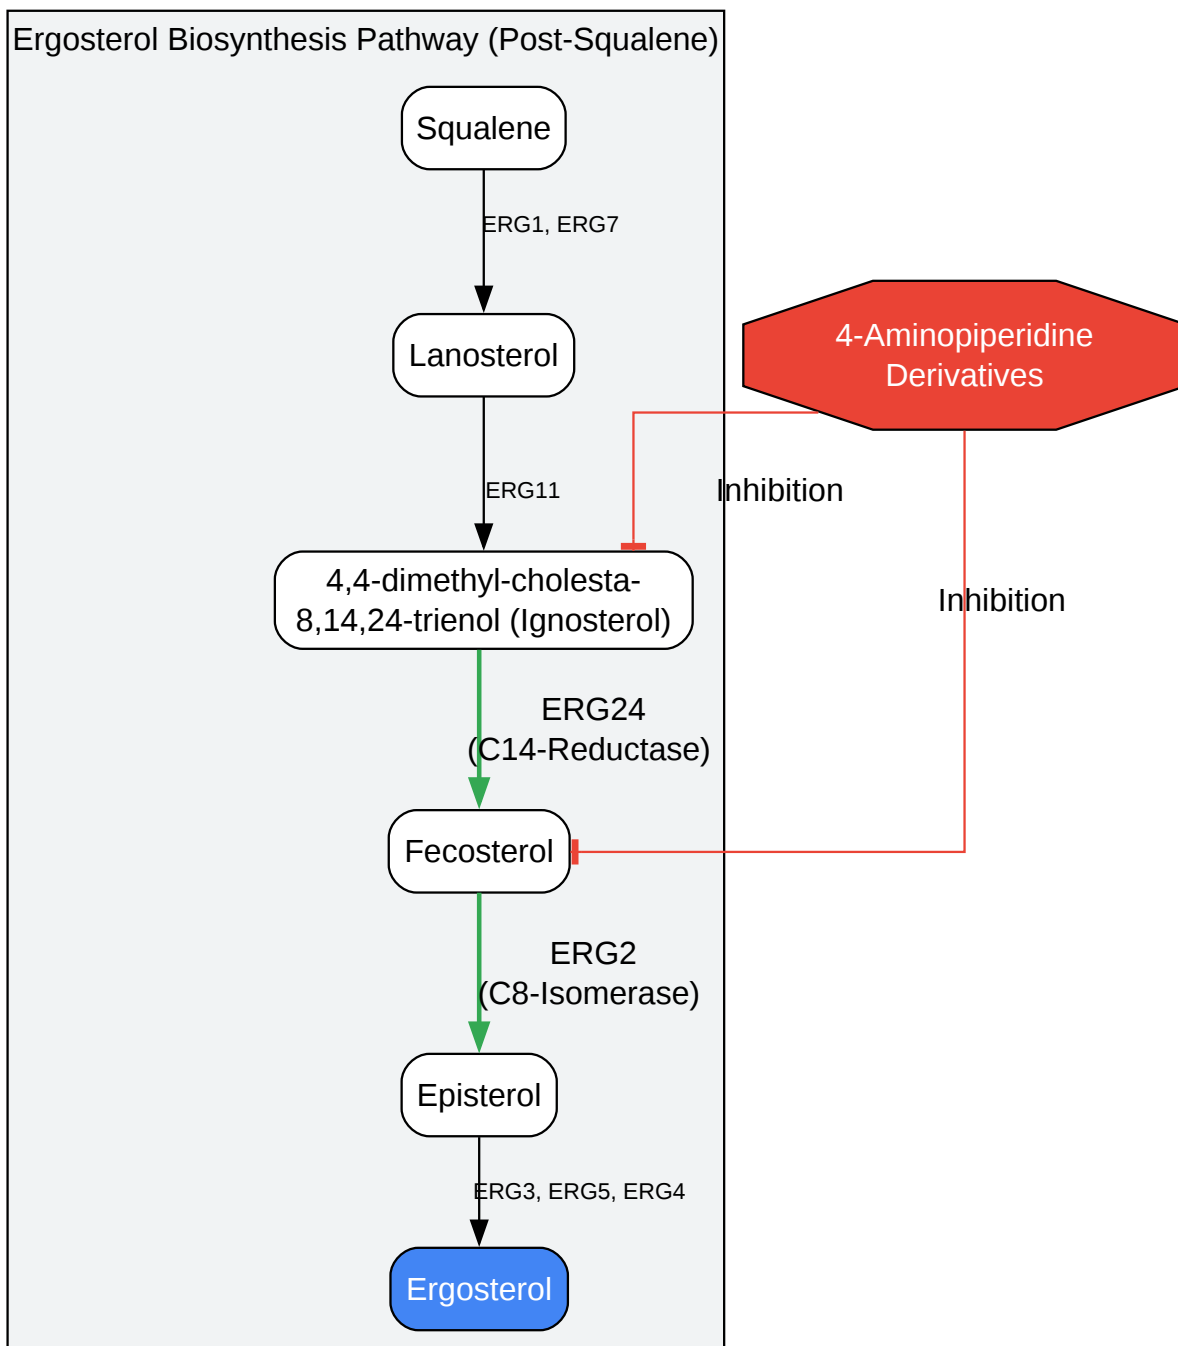 Ergosterol Biosynthesis Pathway (Post-Squalene)
Squalene
ERG1, ERG7
Lanosterol
4-Aminopiperidine
Derivatives
ERG11
Inhibition
4,4-dimethyl-cholesta-
8,14,24-trienol (Ignosterol)
Inhibition
ERG24
(C14-Reductase)
Fecosterol
ERG2
(C8-Isomerase)
Episterol
ERG3, ERG5, ERG4
Ergosterol